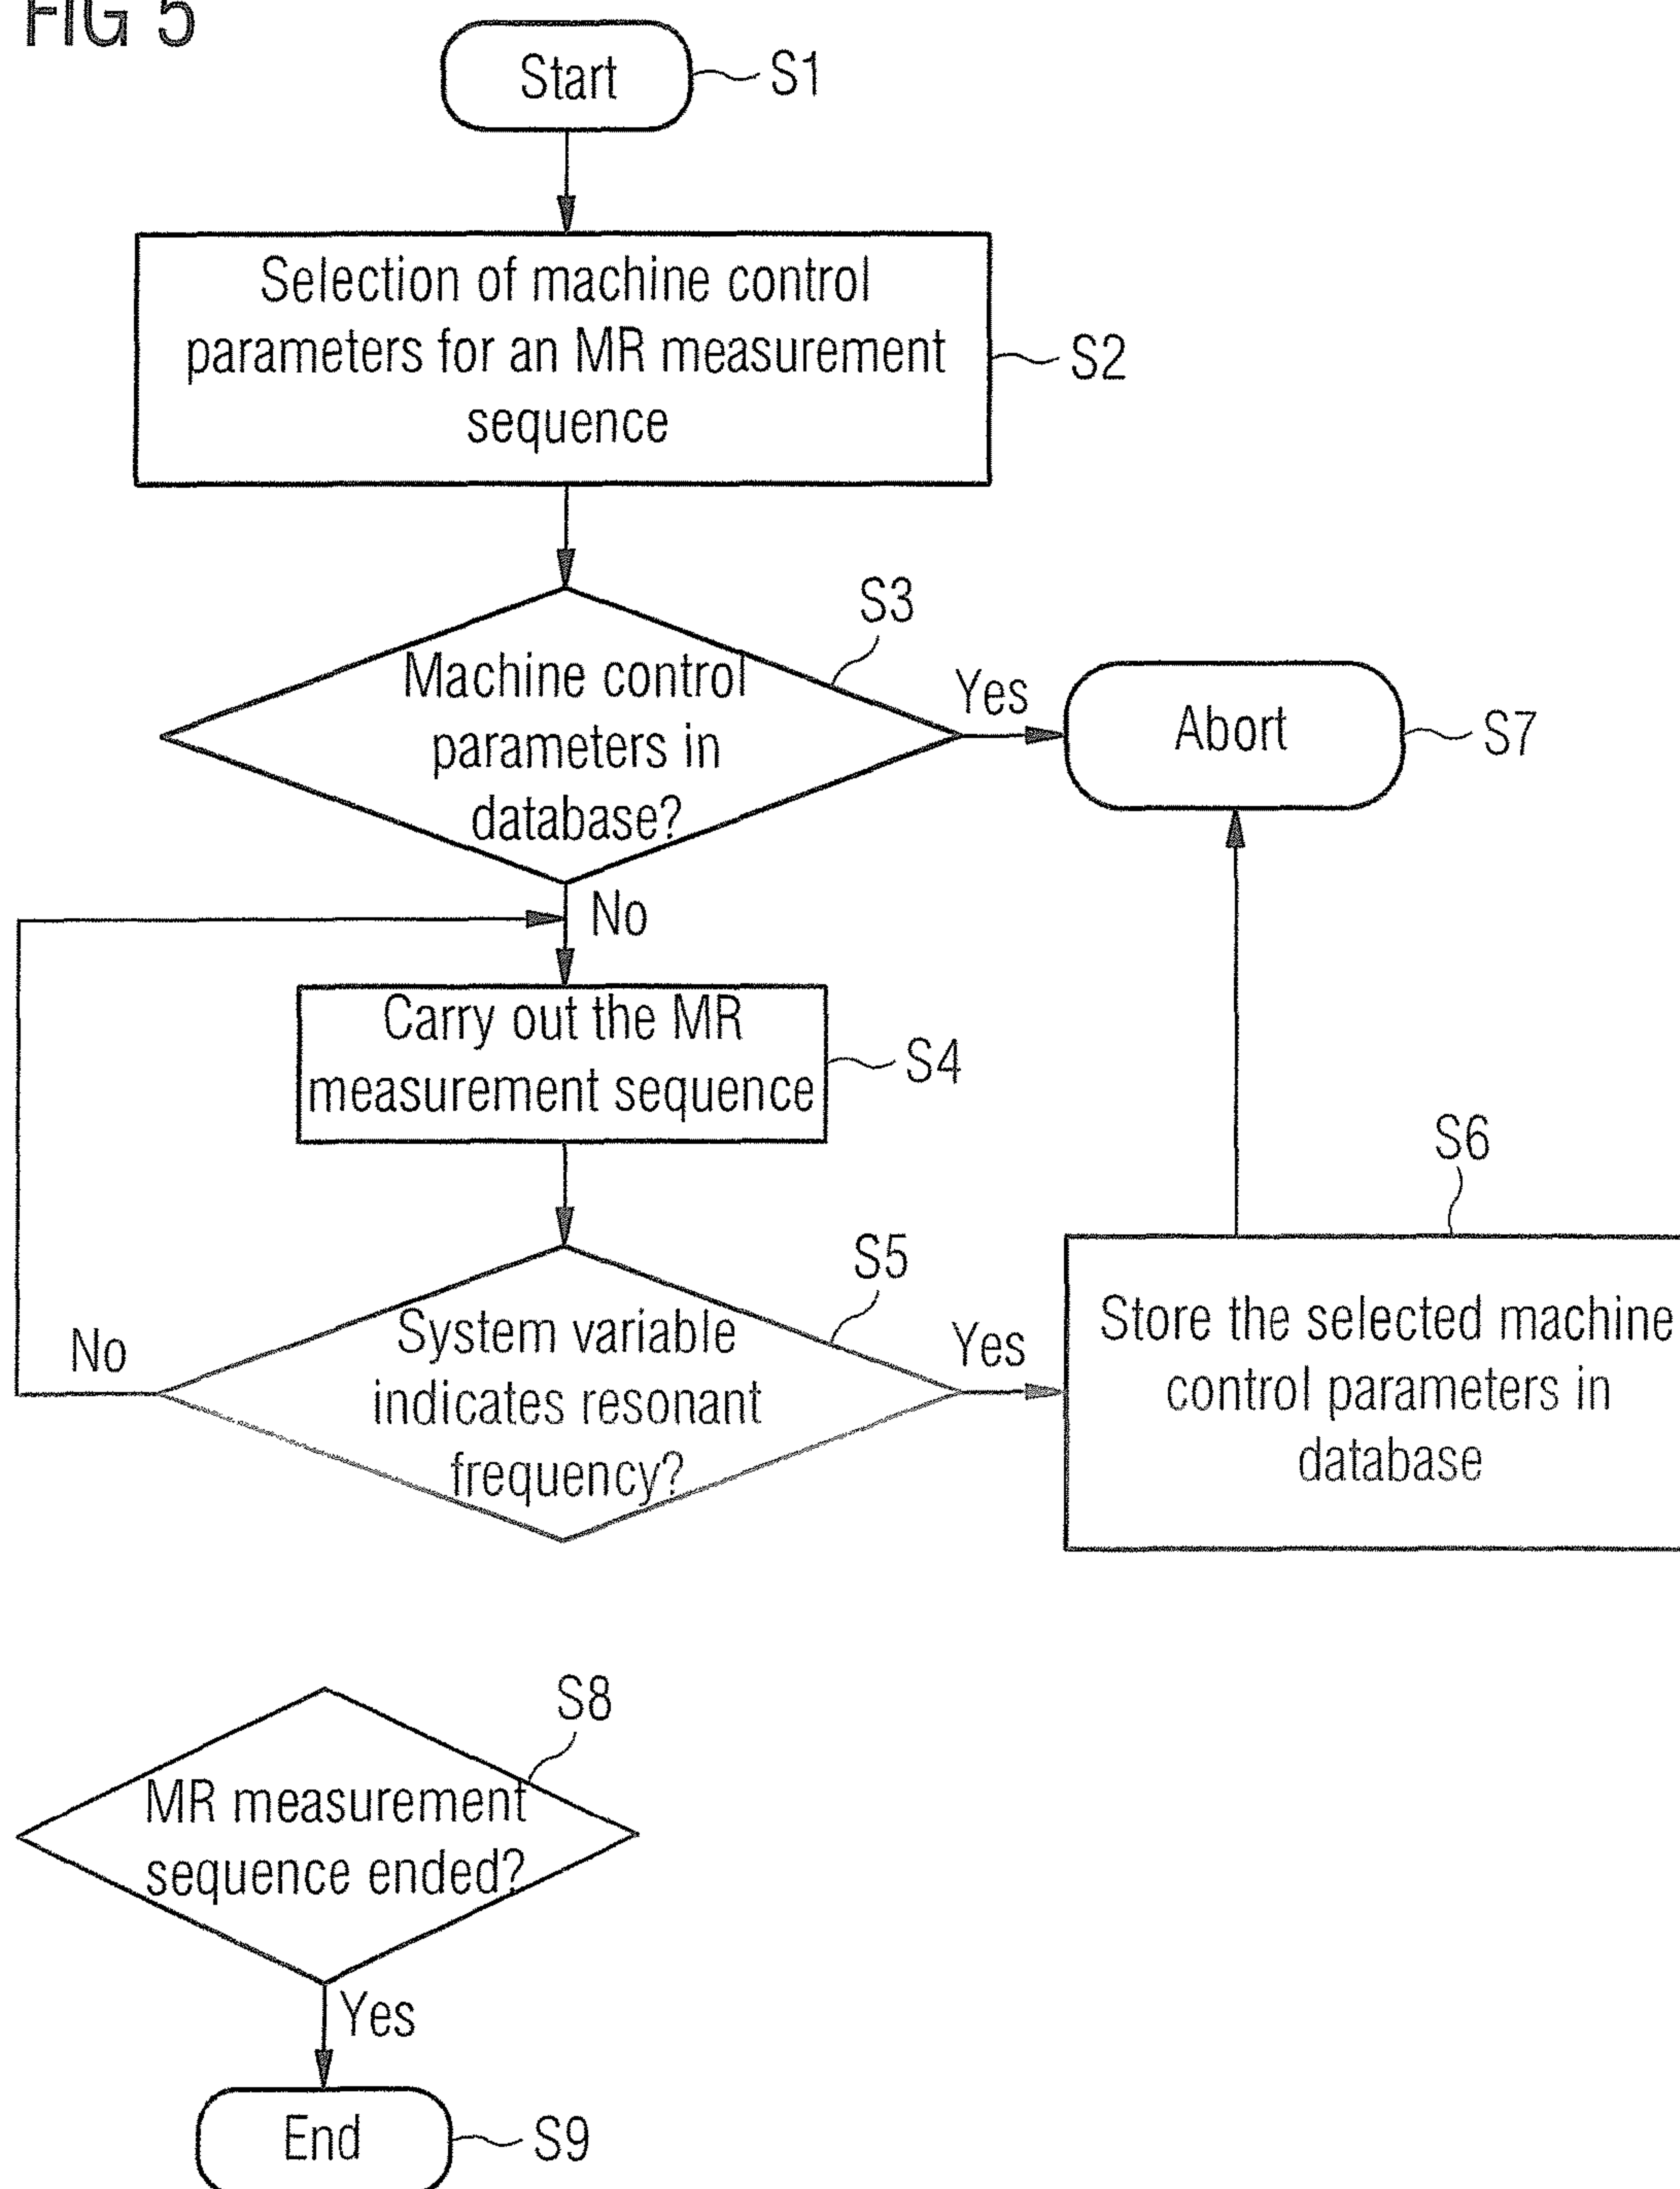 FIG 5
Start
S1
Selection of machine control
parameters for an MR measurement
sequence
S2
S3
Machine control
parameters in
database?
Yes
Abort
S7
No
Carry out the MR
measurement sequence
S4
S6
S5
System variable
indicates resonant
frequency?
No
Yes
Store the selected machine
control parameters in
database
S8
MR measurement
sequence ended?
Yes
End
S9